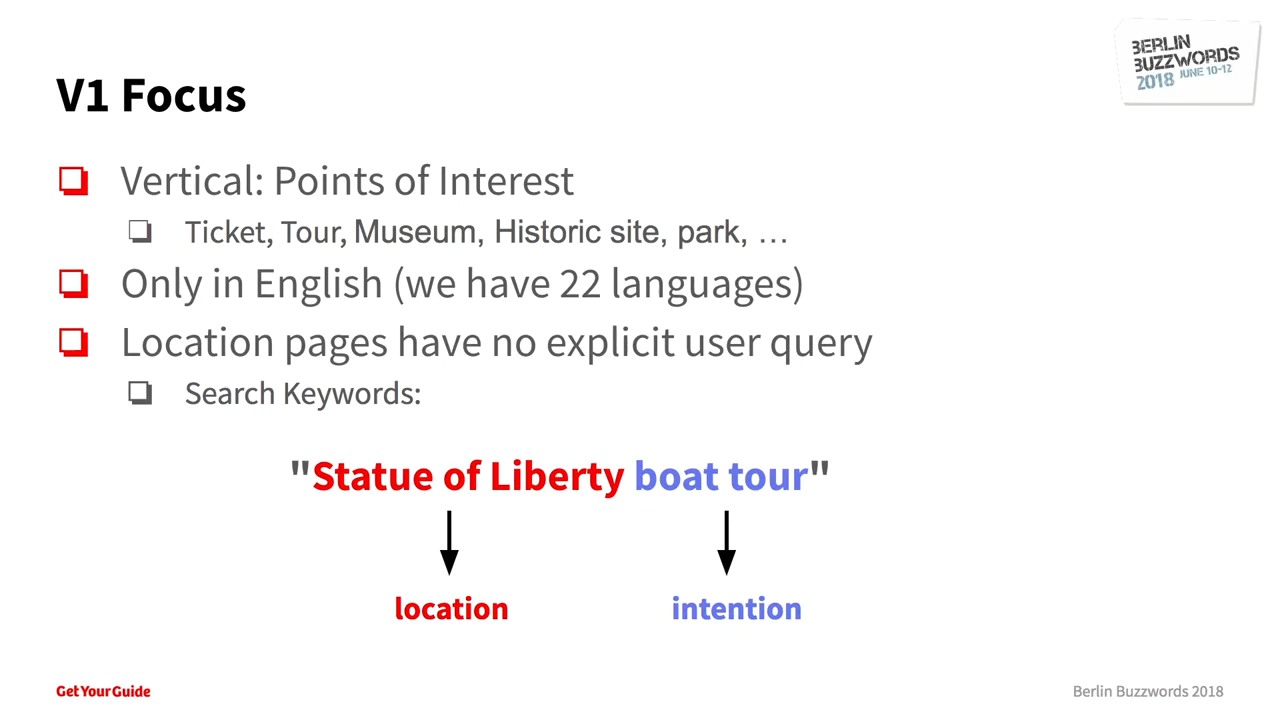 BERLIN
BUZZWORDS
2018 JUNE 10-12
V1 Focus
Vertical: Points of Interest
Ticket, Tour, Museum, Historic site, park, …
Only in English (we have 22 languages)
Location pages have no explicit user query
Search Keywords:
"Statue of Liberty boat tour"
location intention
GetYourGuide Berlin Buzzwords 2018